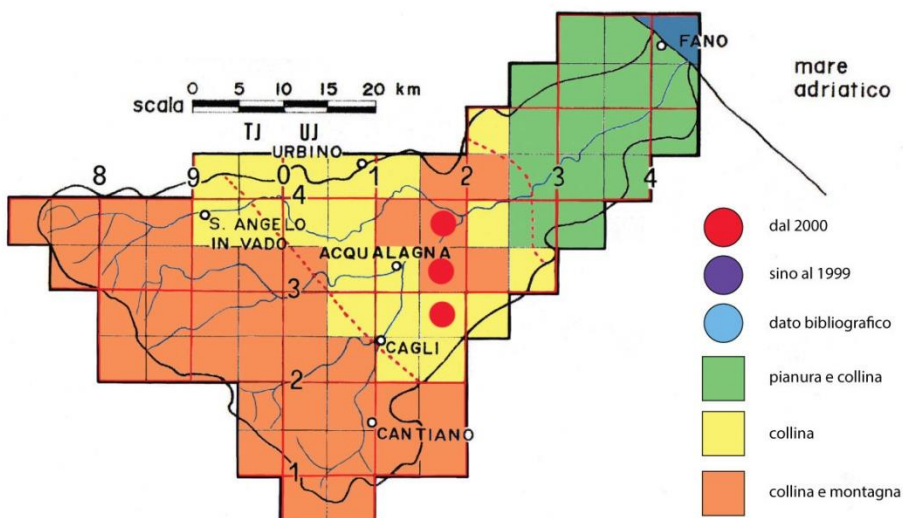 FANO
mare
adriatico
0 5 10 15 20 km
scala
TJ UJ
URBINO
8 9 0 1 2 3 4
4
S. ANGELO
IN VADO
ACQUALAGNA
3
CAGLI
2
CANTIANO
1
dal 2000
sino al 1999
dato bibliografico
pianura e collina
collina
collina e montagna